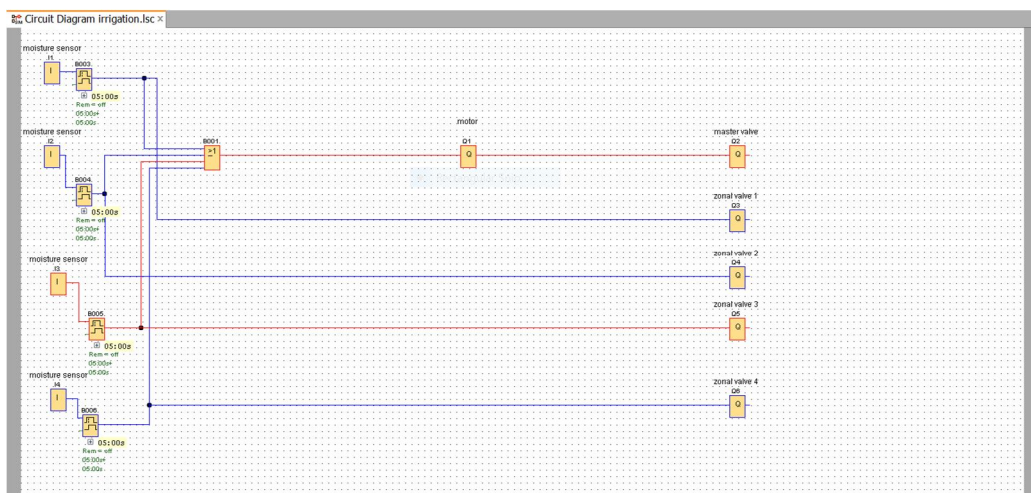 Circuit Diagram irrigation.lsc ×
moisture sensor
I1
I
B003
05:00s
Rem = off
05:00s+
05:00s
moisture sensor
I2
I
B004
05:00s
Rem = off
05:00s+
05:00s
B001
≥1
motor
Q1
Q
master valve
Q2
Q
zonal valve 1
Q3
Q
zonal valve 2
Q4
Q
moisture sensor
I3
I
B005
05:00s
Rem = off
05:00s+
05:00s
zonal valve 3
Q5
Q
moisture sensor
I4
I
B006
05:00s
Rem = off
05:00s+
05:00s
zonal valve 4
Q6
Q